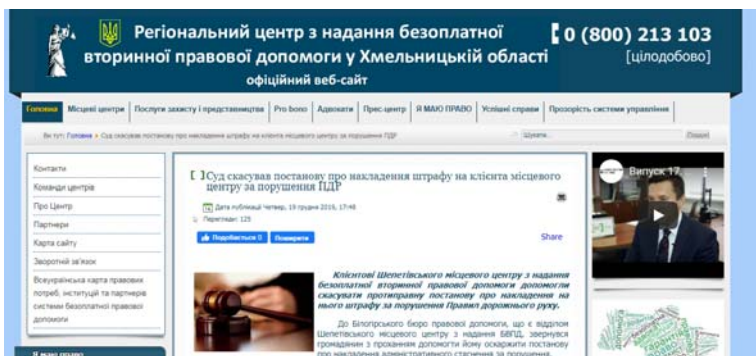 Регіональний центр з надання безоплатної
вторинної правової допомоги у Хмельницькій області
офіційний веб-сайт
0 (800) 213 103
[цілодобово]
Головна Місцеві центри Послуги захисту і представництва Pro bono Адвокати Прес-центр Я МАЮ ПРАВО Успішні справи Прозорість системи управління
Ви тут: Головна Суд скасував постанову про накладення штрафу на клієнта місцевого центру за порушення ПДР
Шукати...
Пошук
Контакти
Команди центрів
Про Центр
Партнери
Карта сайту
Зворотній зв'язок
Всеукраїнська карта правових
потреб, інституцій та партнерів
системи безоплатної правової
допомоги
Я маю право
[ ]Суд скасував постанову про накладення штрафу на клієнта місцевого
центру за порушення ПДР
Дата публікації Четвер, 19 грудня 2019, 17:48
Перегляди: 125
Подобається 0 Поширити
Share
Клієнтові Шепетівського місцевого центру з надання
безоплатної вторинної правової допомоги допомогли
скасувати протиправну постанову про накладення на
нього штрафу за порушення Правил дорожнього руху.
До Білогірського бюро правової допомоги, що є відділом
Шепетівського місцевого центру з надання БВПД, звернувся
громадянин з проханням допомогти йому оскаржити постанову
про накладення адміністративного стягнення за порушення
Випуск 17